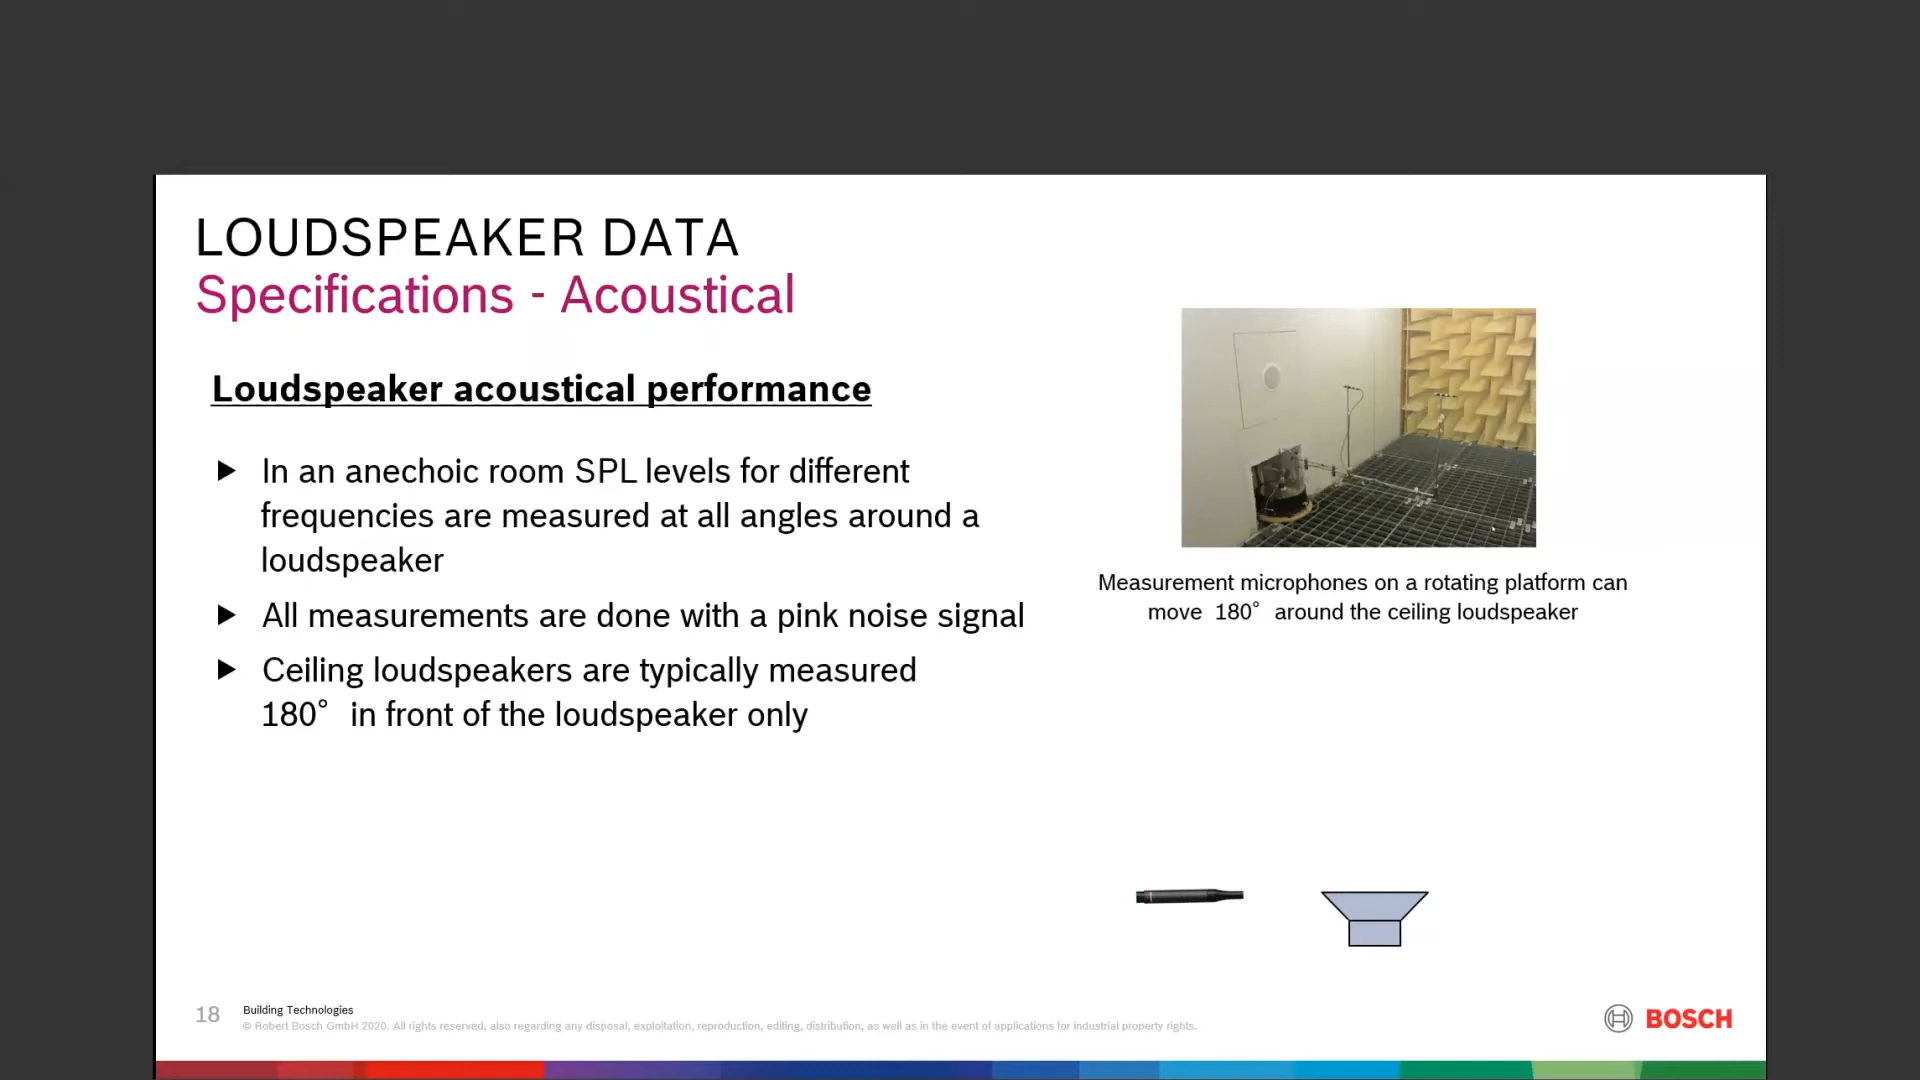 LOUDSPEAKER DATA
Specifications - Acoustical
Loudspeaker acoustical performance
In an anechoic room SPL levels for different
frequencies are measured at all angles around a
loudspeaker
All measurements are done with a pink noise signal
Ceiling loudspeakers are typically measured
180° in front of the loudspeaker only
Measurement microphones on a rotating platform can
move 180° around the ceiling loudspeaker
18
Building Technologies
© Robert Bosch GmbH 2020. All rights reserved, also regarding any disposal, exploitation, reproduction, editing, distribution, as well as in the event of applications for industrial property rights.
BOSCH